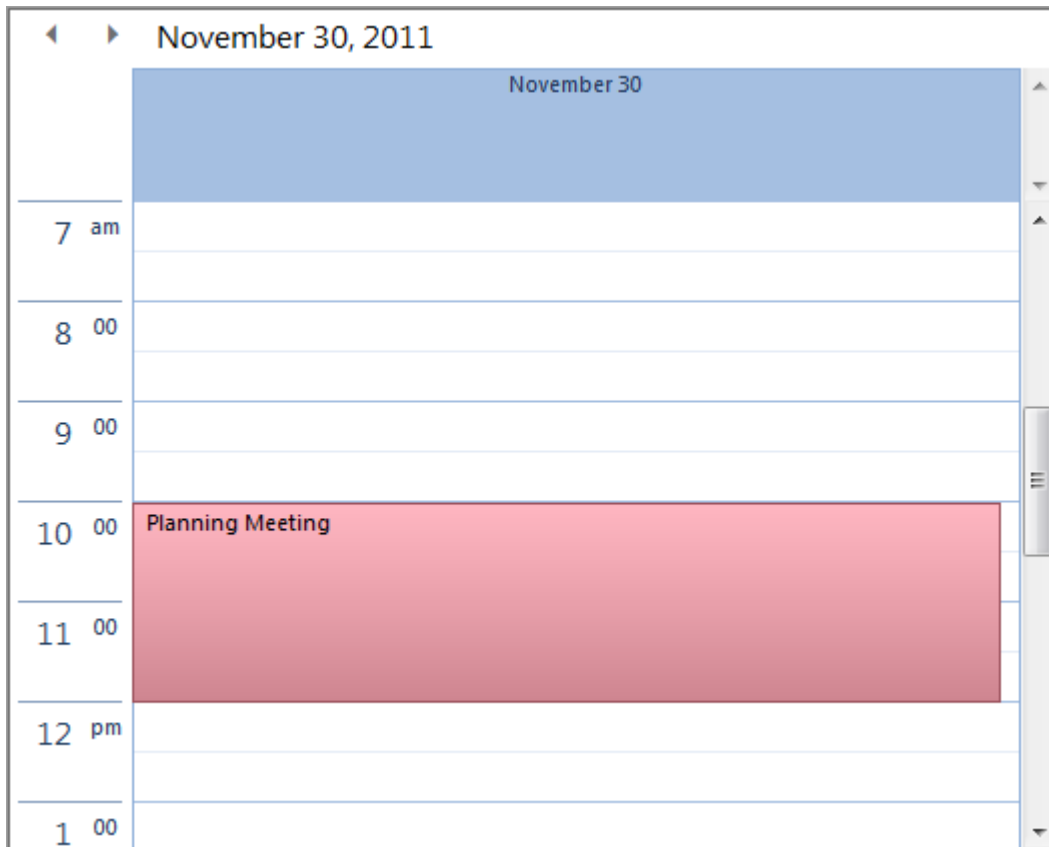 November 30, 2011
November 30
7 am
8 00
9 00
10 00 Planning Meeting
11 00
12 pm
1 00